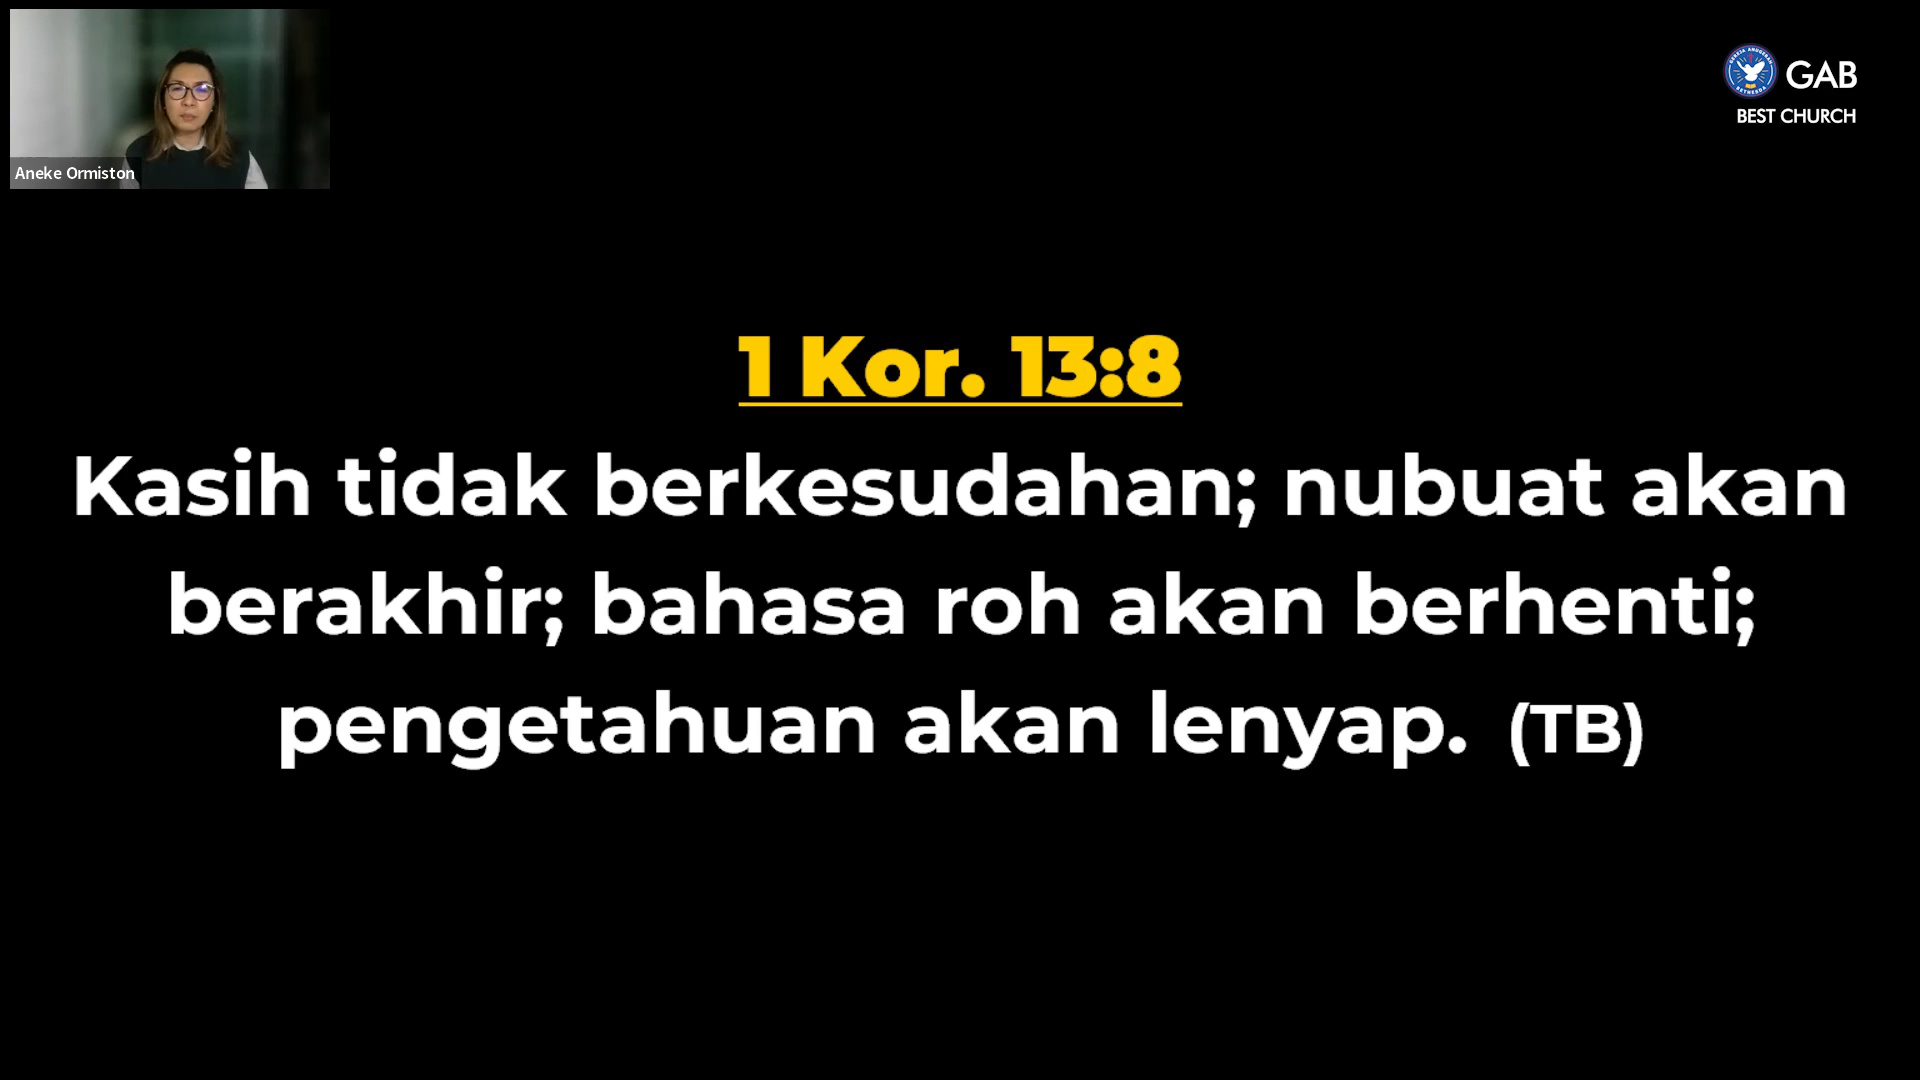 Aneke Ormiston
GAB
BEST CHURCH
1 Kor. 13:8
Kasih tidak berkesudahan; nubuat akan
berakhir; bahasa roh akan berhenti;
pengetahuan akan lenyap. (TB)